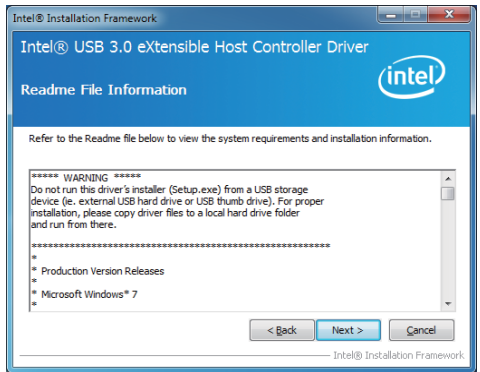 Intel® Installation Framework
Intel® USB 3.0 eXtensible Host Controller Driver
Readme File Information
(intel)
Refer to the Readme file below to view the system requirements and installation information.
***** WARNING *****
Do not run this driver's installer (Setup.exe) from a USB storage
device (ie. external USB hard drive or USB thumb drive). For proper
installation, please copy driver files to a local hard drive folder
and run from there.
*******************************************************
*
* Production Version Releases
*
* Microsoft Windows* 7
*
< Back
Next >
Cancel
Intel® Installation Framework